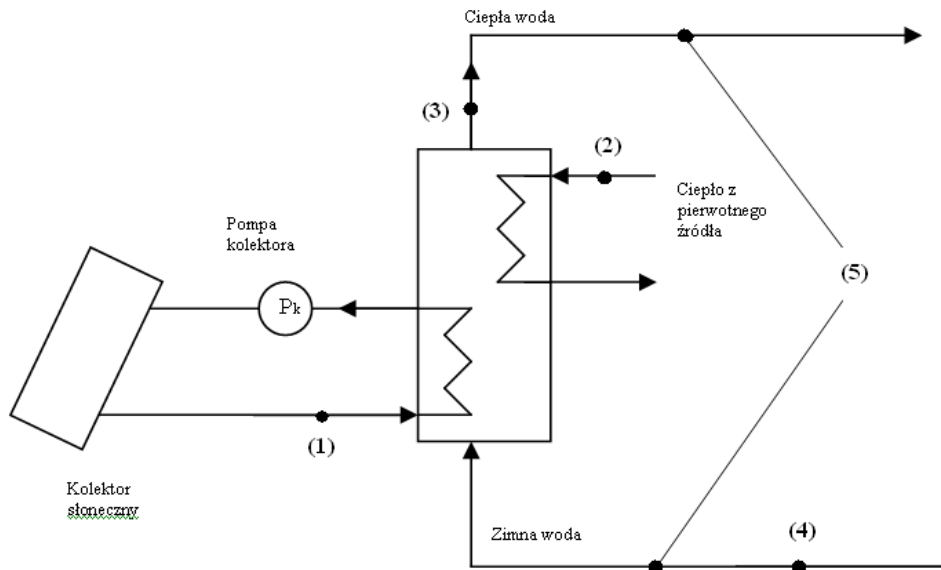 Ciepła woda
(3)
(2)
Ciepło z
pierwotnego
źródła
Pompa
kolektora
(5)
Pk
(1)
Kolektor
słoneczny
Zimna woda
(4)